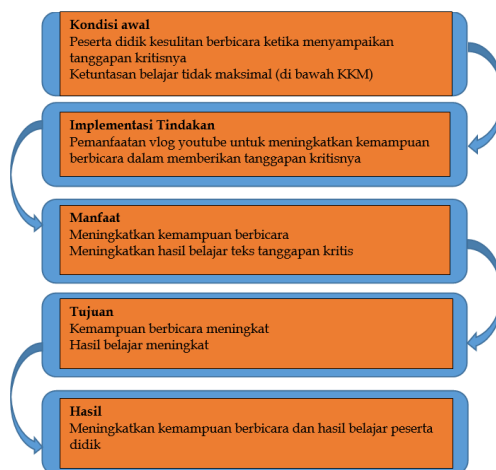 Kondisi awal
Peserta didik kesulitan berbicara ketika menyampaikan
tanggapan kritisnya
Ketuntasan belajar tidak maksimal (di bawah KKM)
Implementasi Tindakan
Pemanfaatan vlog youtube untuk meningkatkan kemampuan
berbicara dalam memberikan tanggapan kritisnya
Manfaat
Meningkatkan kemampuan berbicara
Meningkatkan hasil belajar teks tanggapan kritis
Tujuan
Kemampuan berbicara meningkat
Hasil belajar meningkat
Hasil
Meningkatkan kemampuan berbicara dan hasil belajar peserta
didik